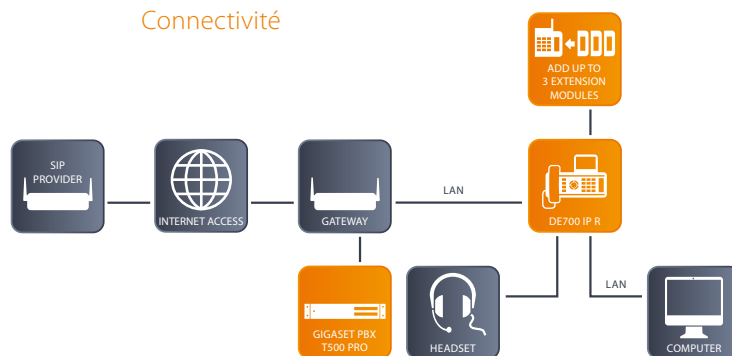 Connectivité
ADD UP TO
3 EXTENSION
MODULES
SIP
PROVIDER
INTERNET ACCESS
GATEWAY
LAN
DE700 IP R
LAN
GIGASET PBX
T500 PRO
HEADSET
COMPUTER